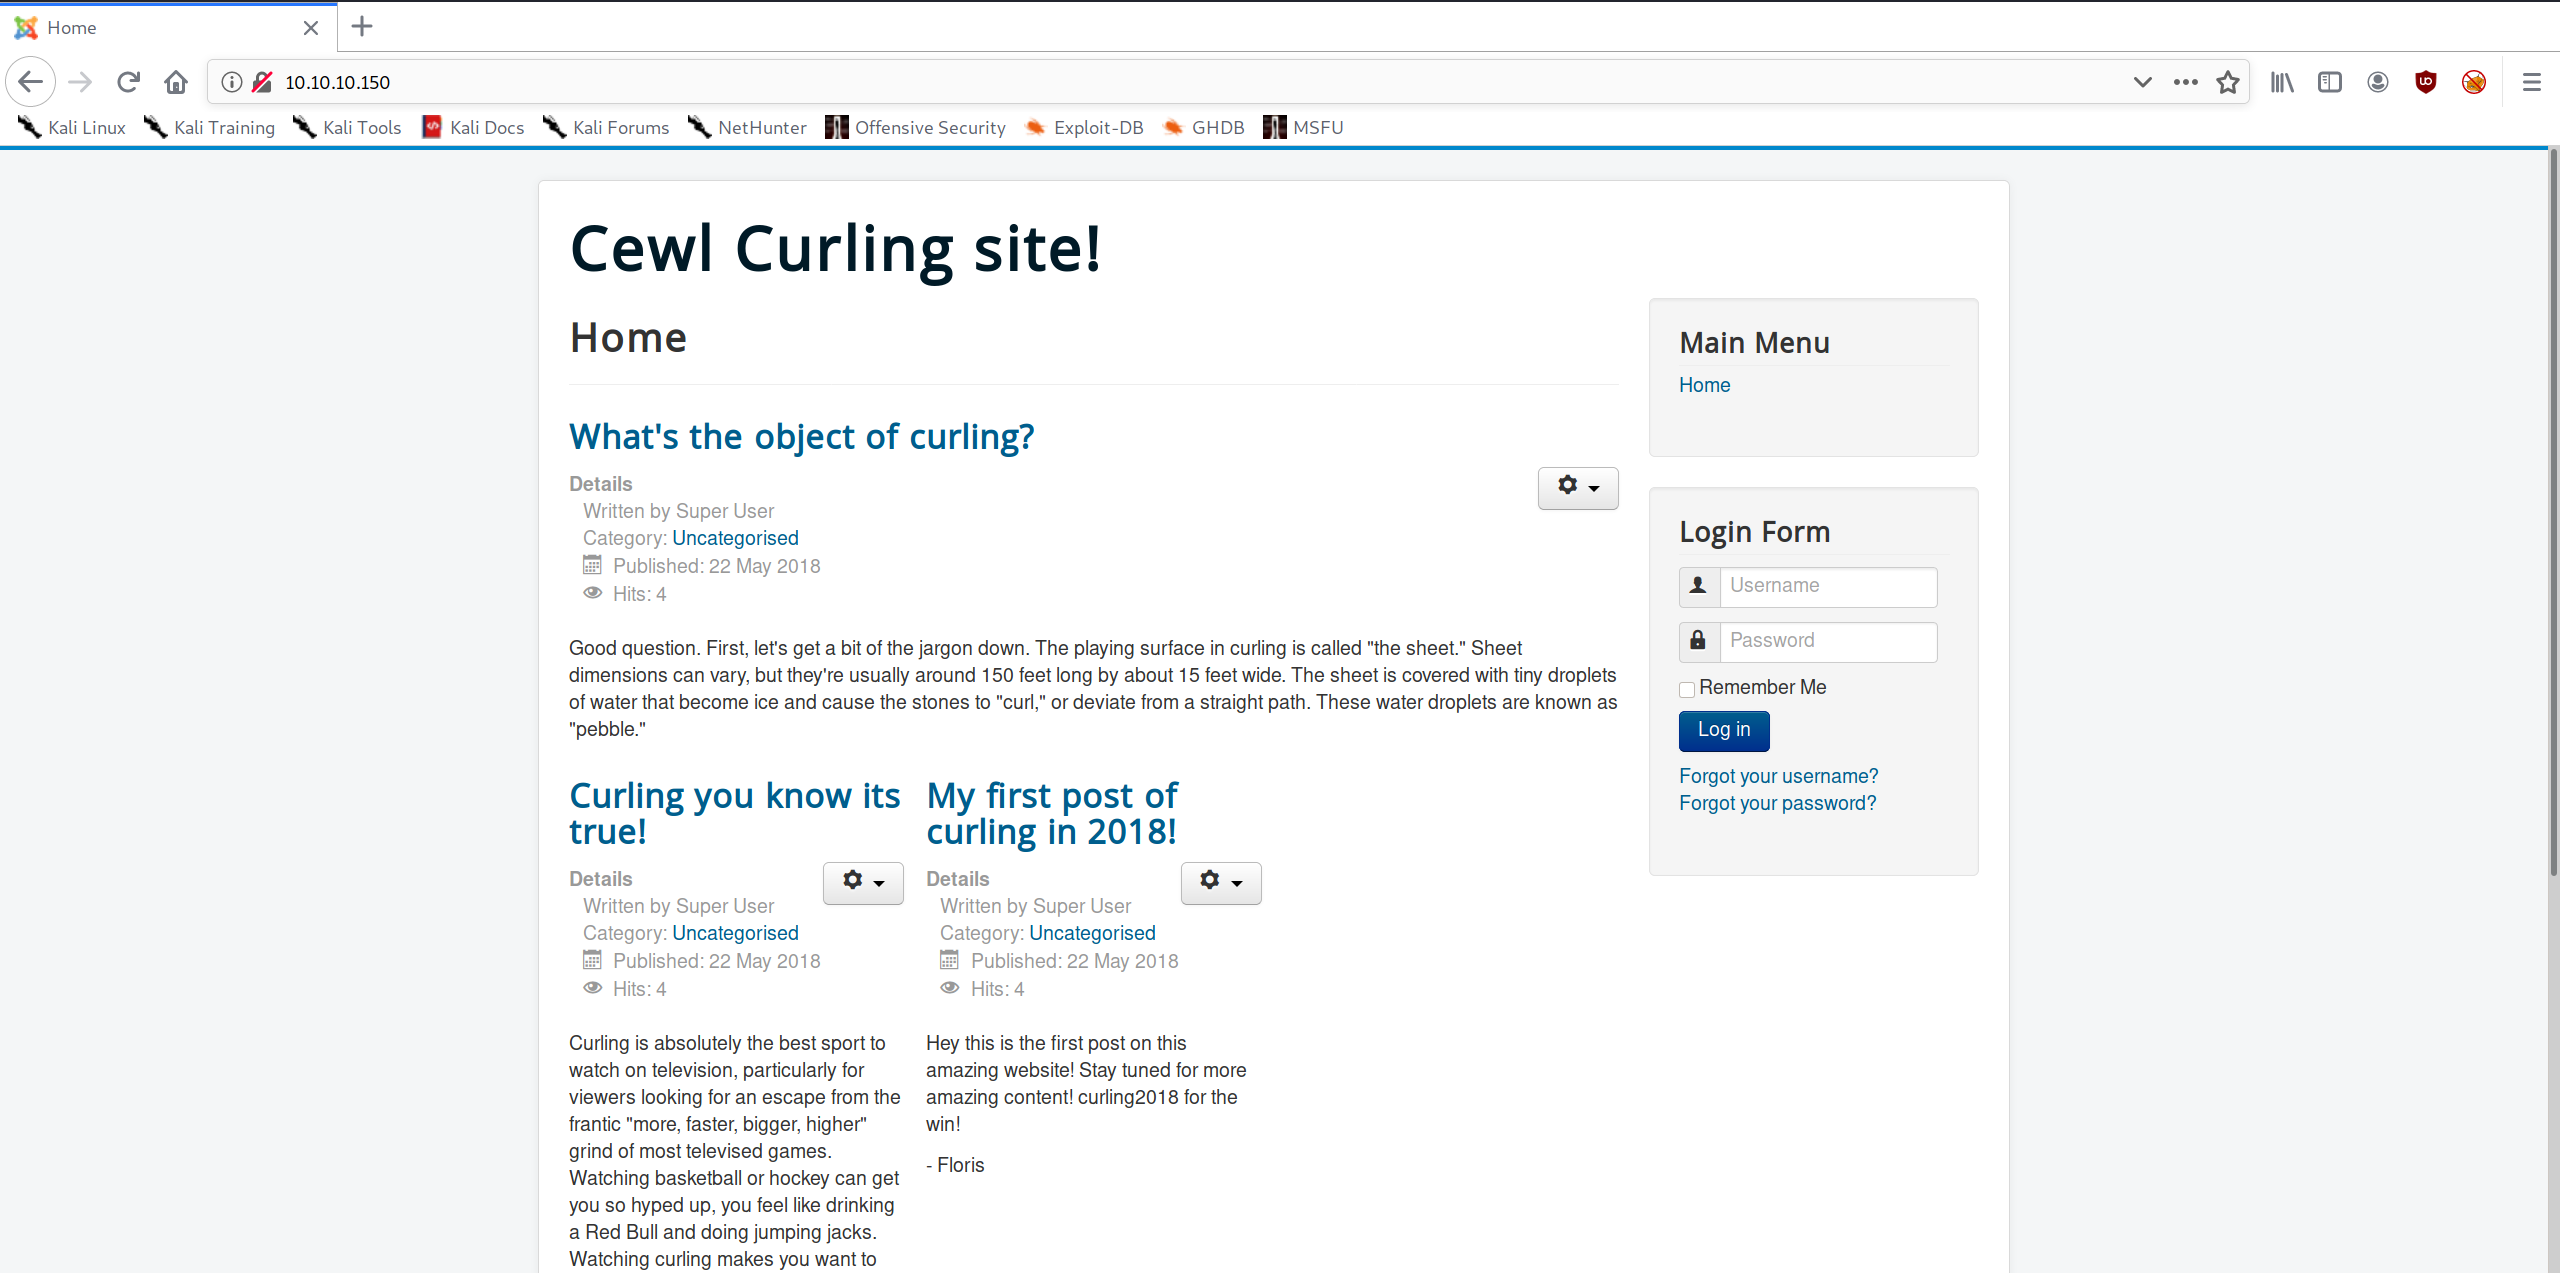 Home
10.10.10.150
Kali Linux Kali Training Kali Tools Kali Docs Kali Forums NetHunter Offensive Security Exploit-DB GHDB MSFU
Cewl Curling site!
Home
What's the object of curling?
Details
Written by Super User
Category: Uncategorised
Published: 22 May 2018
Hits: 4
Good question. First, let's get a bit of the jargon down. The playing surface in curling is called "the sheet." Sheet
dimensions can vary, but they're usually around 150 feet long by about 15 feet wide. The sheet is covered with tiny droplets
of water that become ice and cause the stones to "curl," or deviate from a straight path. These water droplets are known as
"pebble."
Curling you know its
true!
Details
Written by Super User
Category: Uncategorised
Published: 22 May 2018
Hits: 4
Curling is absolutely the best sport to
watch on television, particularly for
viewers looking for an escape from the
frantic "more, faster, bigger, higher"
grind of most televised games.
Watching basketball or hockey can get
you so hyped up, you feel like drinking
a Red Bull and doing jumping jacks.
Watching curling makes you want to
My first post of
curling in 2018!
Details
Written by Super User
Category: Uncategorised
Published: 22 May 2018
Hits: 4
Hey this is the first post on this
amazing website! Stay tuned for more
amazing content! curling2018 for the
win!
- Floris
Main Menu
Home
Login Form
Username
Password
Remember Me
Log in
Forgot your username?
Forgot your password?